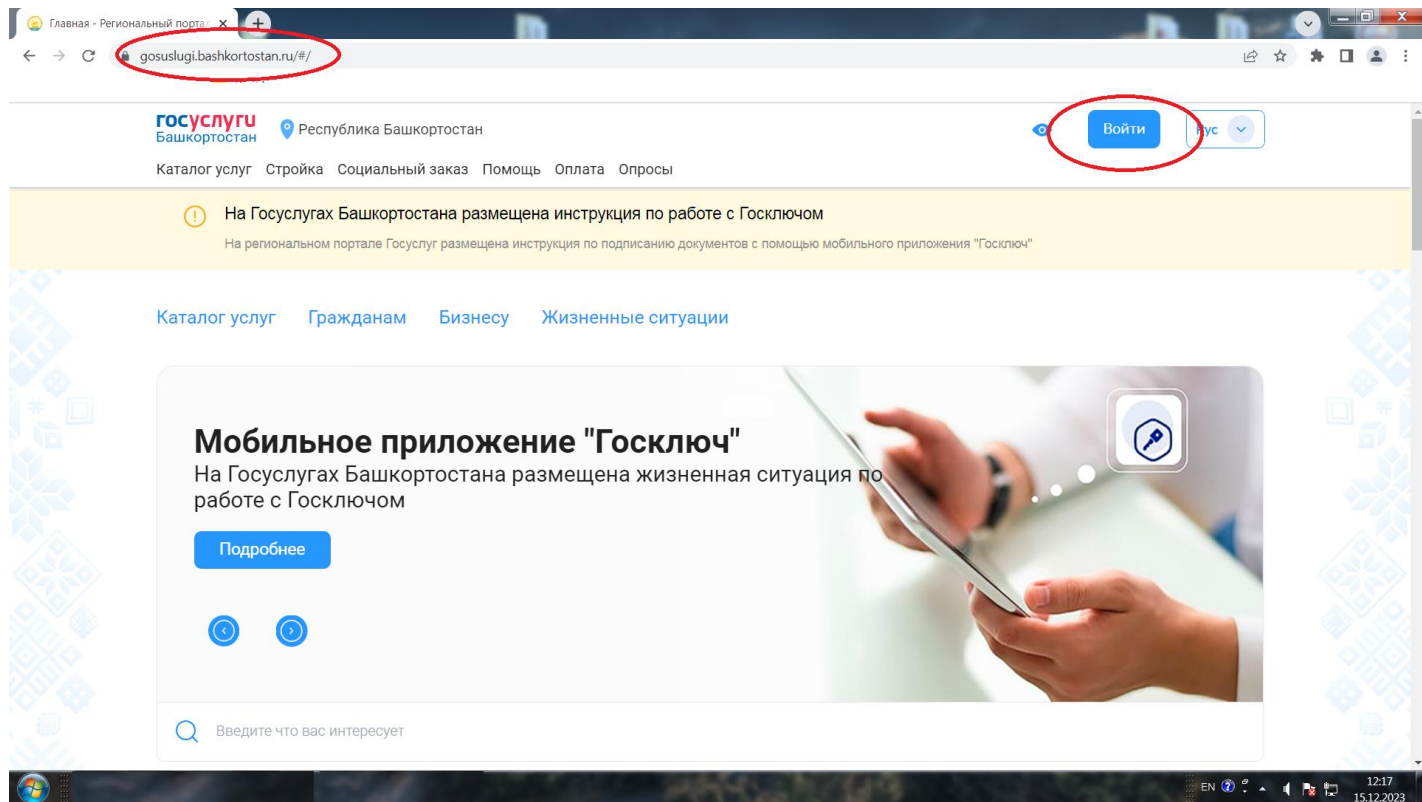 Главная - Региональный порта
gosuslugi.bashkortostan.ru/#/
госуслуги
Башкортостан
Республика Башкортостан
Войти
Рус
Каталог услуг Стройка Социальный заказ Помощь Оплата Опросы
На Госуслугах Башкортостана размещена инструкция по работе с Госключом
На региональном портале Госуслуг размещена инструкция по подписанию документов с помощью мобильного приложения "Госключ"
Каталог услуг Гражданам Бизнесу Жизненные ситуации
Мобильное приложение "Госключ"
На Госуслугах Башкортостана размещена жизненная ситуация по
работе с Госключом
Подробнее
Введите что вас интересует
EN
12:17
15.12.2023